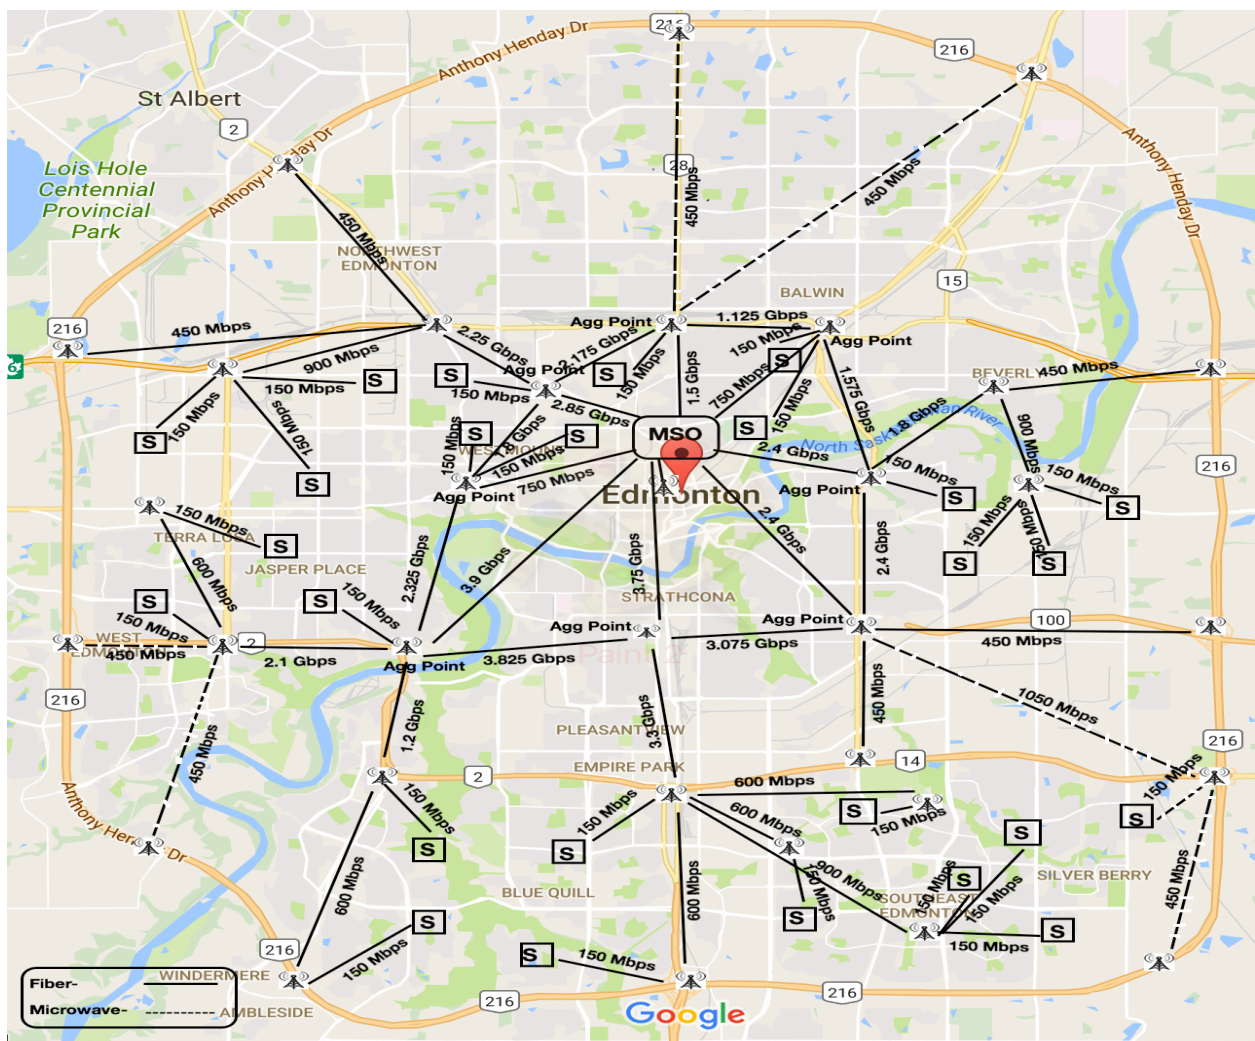 216
Anthony Henday Dr
216
St Albert
2
Anthony Henday Dr
Anthony Henday Dr
Lois Hole
Centennial
Provincial
Park
28
450 Mbps
450 Mbps
450 Mbps
NORTHWEST
EDMONTON
15
BALWIN
216
450 Mbps
2.25 Gbps
Agg Point
1.125 Gbps
2.175 Gbps
150 Mbps
Agg Point
6
900 Mbps
Agg Point
S
S
S
S
150 Mbps
150 Mbps
150 Mbps
1.5 Gbps
750 Mbps
150 Mbps
1.575 Gbps
BEVERLY
450 Mbps
1.8 Gbps
2.85 Gbps
MSO
S
S
S
S
150 Mbps
150 Mbps
150 Mbps
WESTMOUNT
150 Mbps
750 Mbps
2.4 Gbps
North Saskatchewan River
900 Mbps
216
150 Mbps
150 Mbps
S
Agg Point
Edmonton
Agg Point
S
S
150 Mbps
TERRA LOSA
S
2.4 Gbps
2.4 Gbps
150 Mbps
150 Mbps
S
S
JASPER PLACE
600 Mbps
2.325 Gbps
3.9 Gbps
3.75 Gbps
STRATHCONA
S
150 Mbps
S
150 Mbps
WEST
EDMONTON
450 Mbps
2
2.1 Gbps
Agg Point
Agg Point
3.825 Gbps
Agg Point
3.075 Gbps
100
450 Mbps
Paint 2
216
450 Mbps
1.2 Gbps
PLEASANTVIEW
3.3 Gbps
450 Mbps
1050 Mbps
216
EMPIRE PARK
2
14
600 Mbps
150 Mbps
Anthony Henday Dr
150 Mbps
150 Mbps
600 Mbps
S
150 Mbps
S
S
S
S
600 Mbps
600 Mbps
900 Mbps
150 Mbps
150 Mbps
S
150 Mbps
SILVER BERRY
450 Mbps
BLUE QUILL
SOUTHEAST
EDMONTON
S
S
S
150 Mbps
216
150 Mbps
S
150 Mbps
WINDERMERE
AMBLESIDE
216
216
Google
Fiber-
Microwave-